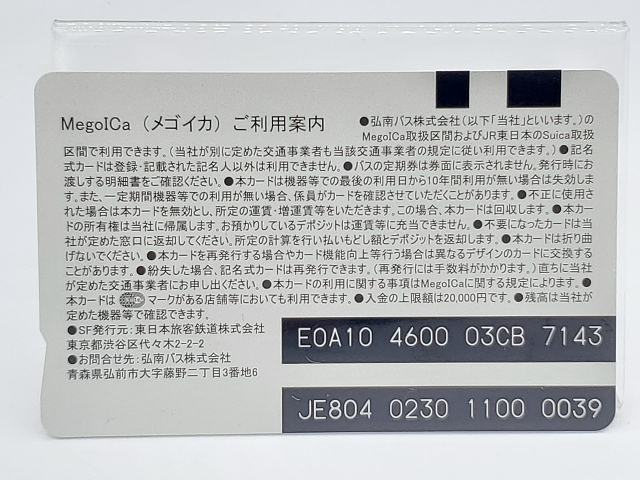 MegoICa（メゴイカ）ご利用案内
●弘南バス株式会社（以下「当社」といいます。）の
MegoICa取扱区間およびJR東日本のSuica取扱
区間で利用できます。（当社が別に定めた交通事業者も当該交通事業者の規定に従い利用できます。）●記名
式カードは登録・記載された記名人以外は利用できません。●バスの定期券は券面に表示されません。発行時にお
渡しする明細書をご確認ください。●本カードは機器等での最後の利用日から10年間利用が無い場合は失効しま
す。また、一定期間機器等での利用が無い場合、係員がカードを確認させていただくことがあります。●不正に使用さ
れた場合は本カードを無効とし、所定の運賃・増運賃等をいただきます。この場合、本カードは回収します。●本カー
ドの所有権は当社に帰属します。お預かりしているデポジットは運賃等に充当できません。●不要になったカードは当
社が定めた窓口に返却してください。所定の計算を行い払いもどし額とデポジットを返却します。●本カードは折り曲
げないでください。●本カードを再発行する場合やカード機能向上等行う場合は異なるデザインのカードに交換する
ことがあります。●紛失した場合、記名式カードは再発行できます。（再発行には手数料がかかります。）直ちに当社
が定めた交通事業者にお申し出ください。●本カードの利用に関する事項はMegoICaに関する規定によります。●
本カードは マークがある店舗等においても利用できます。●入金の上限額は20,000円です。●残高は当社が
定めた機器等で確認できます。
●SF発行元：東日本旅客鉄道株式会社
東京都渋谷区代々木2-2-2
●お問合せ先：弘南バス株式会社
青森県弘前市大字藤野二丁目3番地6
E0A10 4600 03CB 7143
JE804 0230 1100 0039